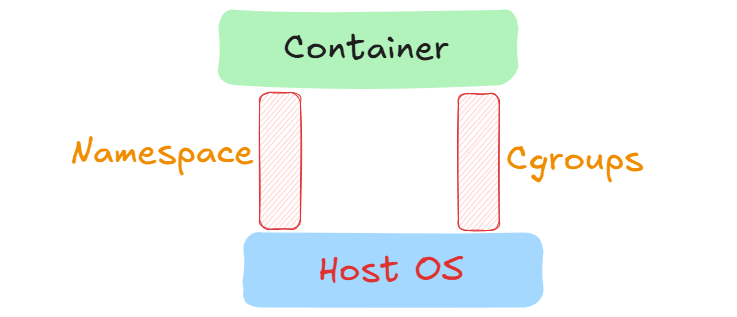 Container
Namespace
Cgroups
Host OS